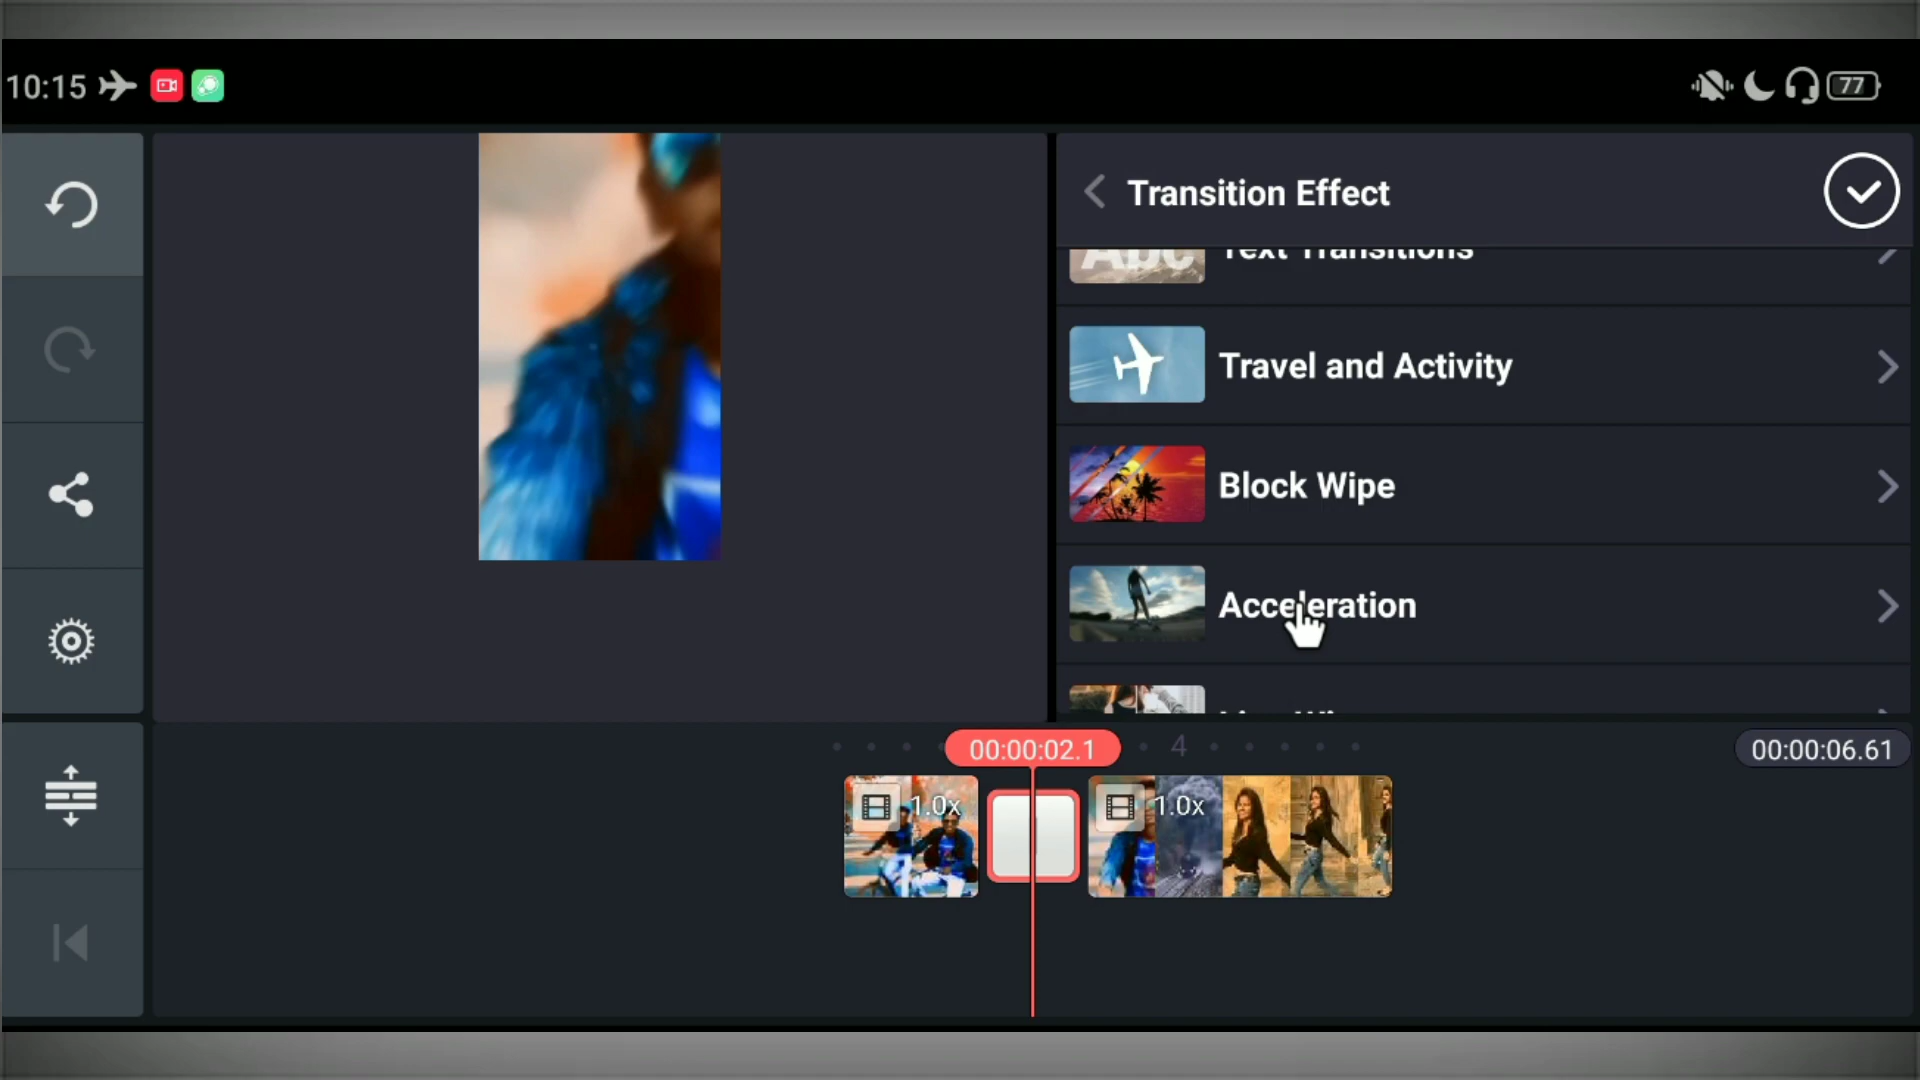 10:15
77
Transition Effect
Abc Text Transitions
Travel and Activity
Block Wipe
Acceleration
00:00:02.1
4
00:00:06.61
1.0x
1.0x